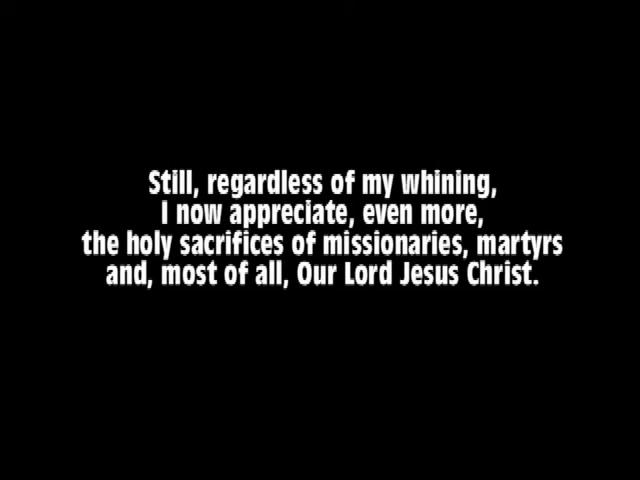 Still, regardless of my whining,
I now appreciate, even more,
the holy sacrifices of missionaries, martyrs
and, most of all, Our Lord Jesus Christ.